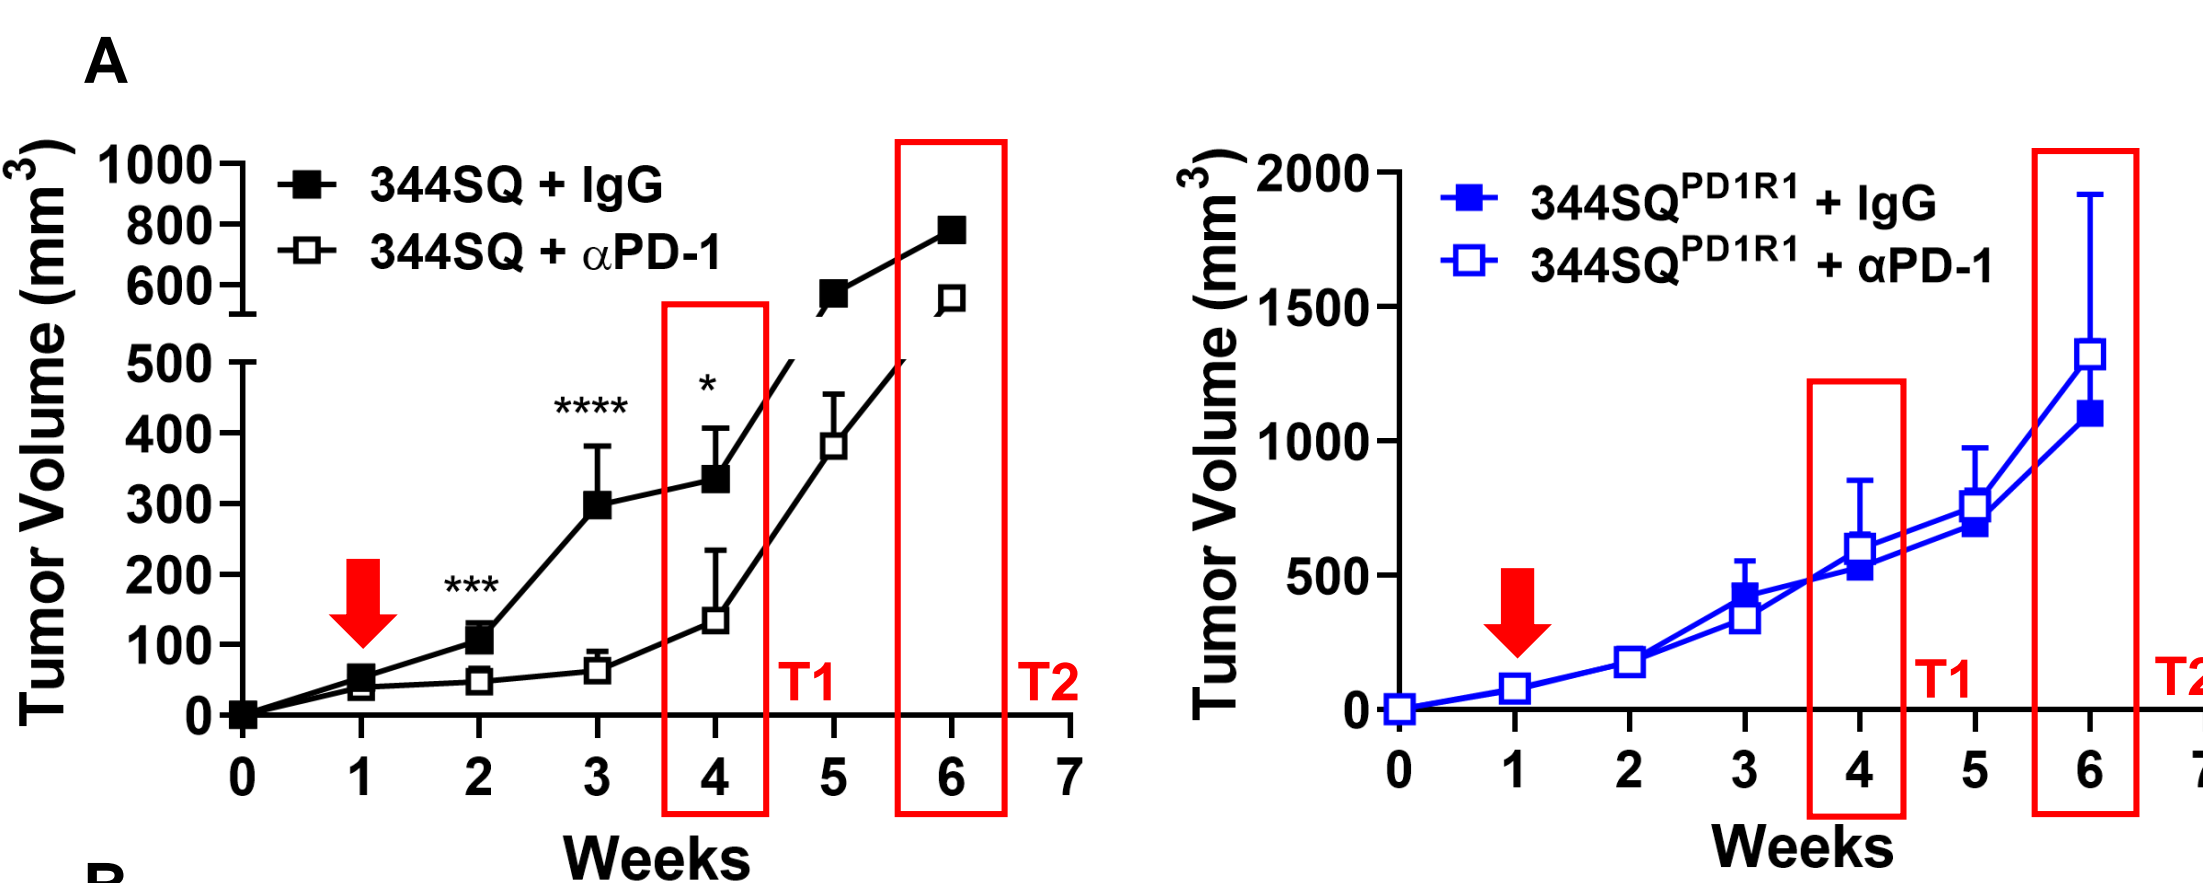 A
Tumor Volume (mm³)
1000
800
600
500
400
300
200
100
0
344SQ + IgG
344SQ + αPD-1
***
****
*
T1
T2
0 1 2 3 4 5 6 7
Weeks
Tumor Volume (mm³)
2000
1500
1000
500
0
344SQᴾᴰ¹ᴿ¹ + IgG
344SQᴾᴰ¹ᴿ¹ + αPD-1
T1
T2
0 1 2 3 4 5 6 7
Weeks
B